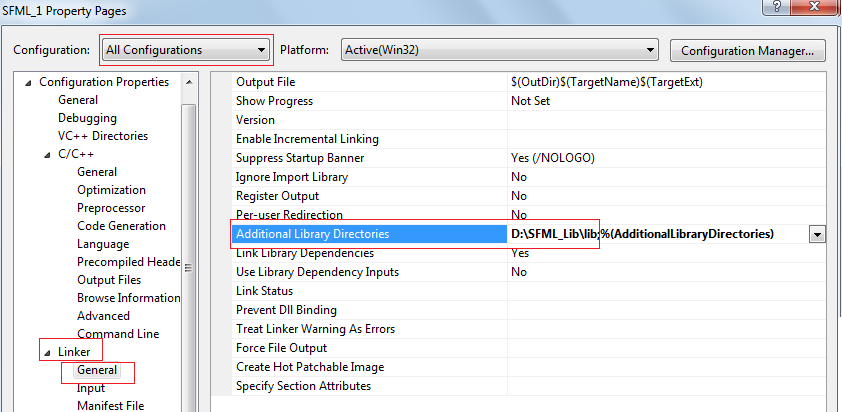 SFML_1 Property Pages
?
Configuration: All Configurations Platform: Active(Win32) Configuration Manager...
Configuration Properties
General
Debugging
VC++ Directories
C/C++
General
Optimization
Preprocessor
Code Generation
Language
Precompiled Heade
Output Files
Browse Information
Advanced
Command Line
Linker
General
Input
Manifest File
Output File $(OutDir)$(TargetName)$(TargetExt)
Show Progress Not Set
Version
Enable Incremental Linking
Suppress Startup Banner Yes (/NOLOGO)
Ignore Import Library No
Register Output No
Per-user Redirection No
Additional Library Directories D:\SFML_Lib\lib;%(AdditionalLibraryDirectories)
Link Library Dependencies Yes
Use Library Dependency Inputs No
Link Status
Prevent Dll Binding
Treat Linker Warning As Errors
Force File Output
Create Hot Patchable Image
Specify Section Attributes